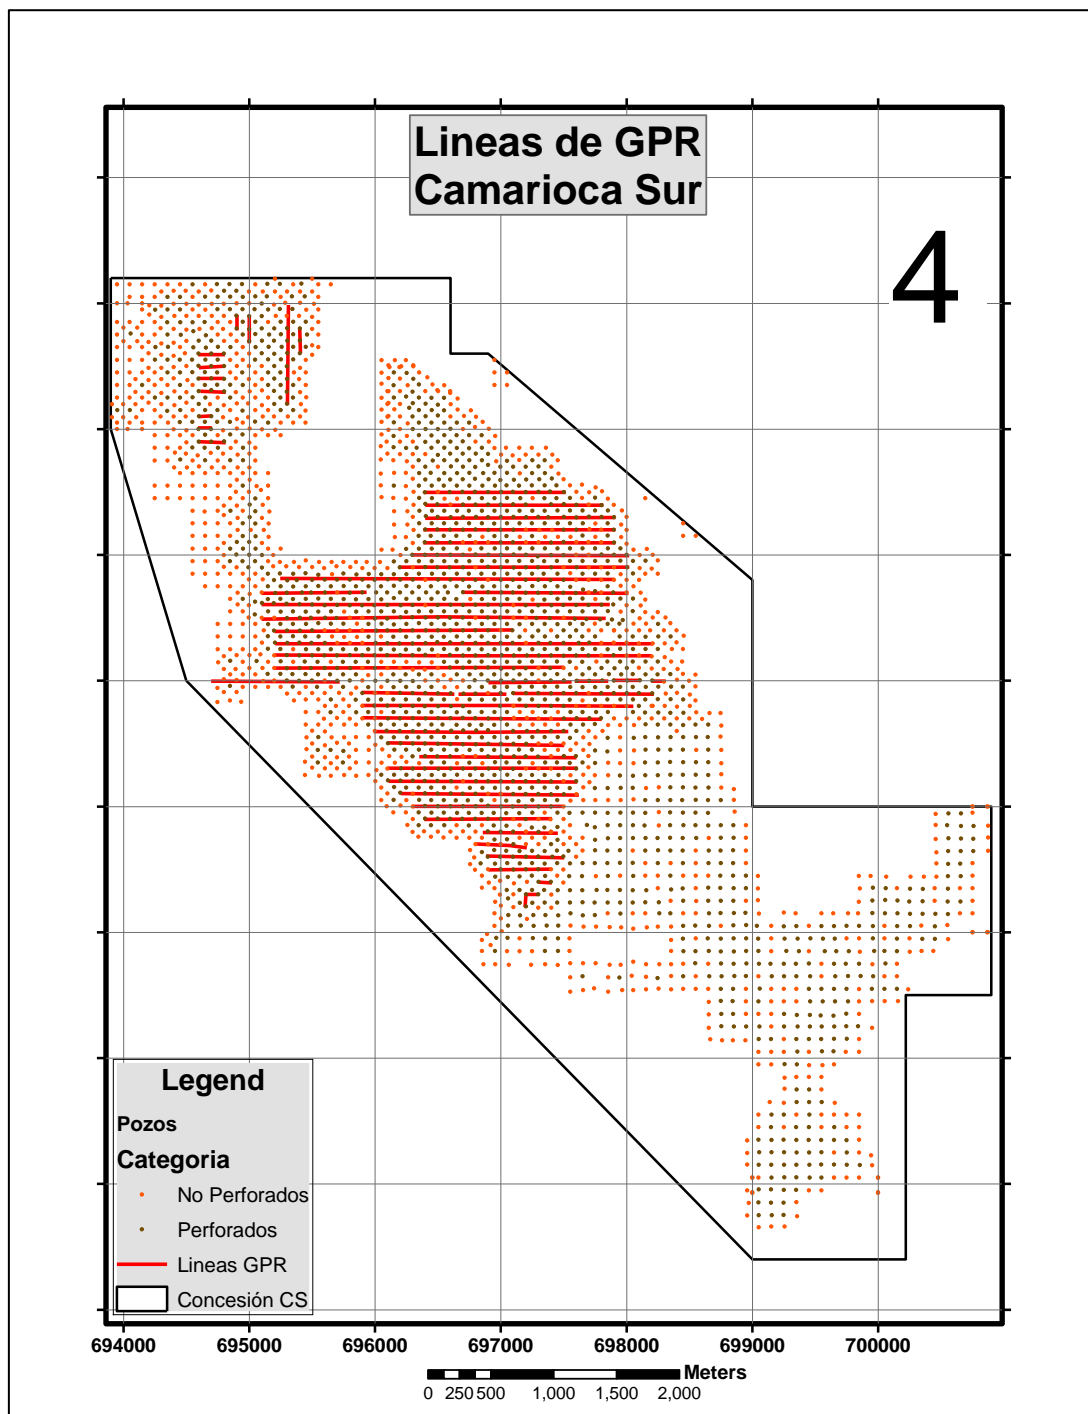 Lineas de GPR
Camarioca Sur
4
Legend
Pozos
Categoria
No Perforados
Perforados
Lineas GPR
Concesión CS
694000 695000 696000 697000 698000 699000 700000
Meters
0 250 500 1,000 1,500 2,000